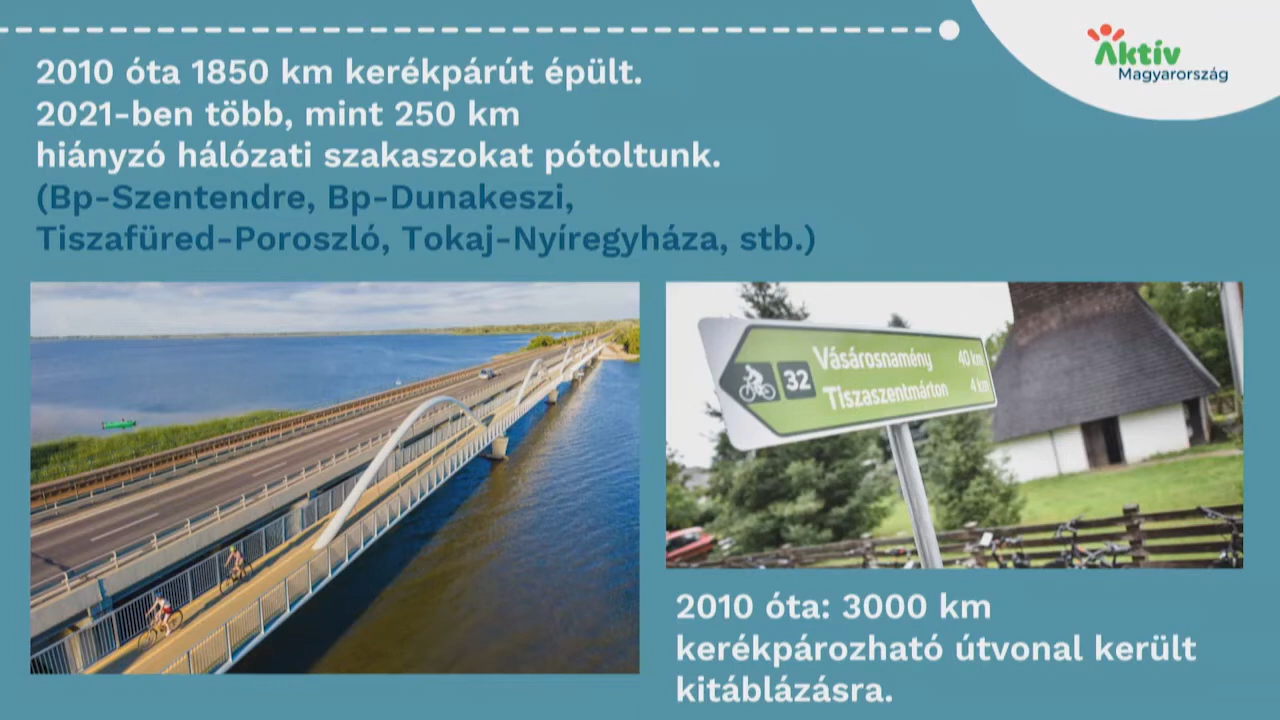 Aktív
Magyarország
2010 óta 1850 km kerékpárút épült.
2021-ben több, mint 250 km
hiányzó hálózati szakaszokat pótoltunk.
(Bp-Szentendre, Bp-Dunakeszi,
Tiszafüred-Poroszló, Tokaj-Nyíregyháza, stb.)
32
Vásárosnamény 40 km
Tiszaszentmárton 4 km
2010 óta: 3000 km
kerékpározható útvonal került
kitáblázásra.